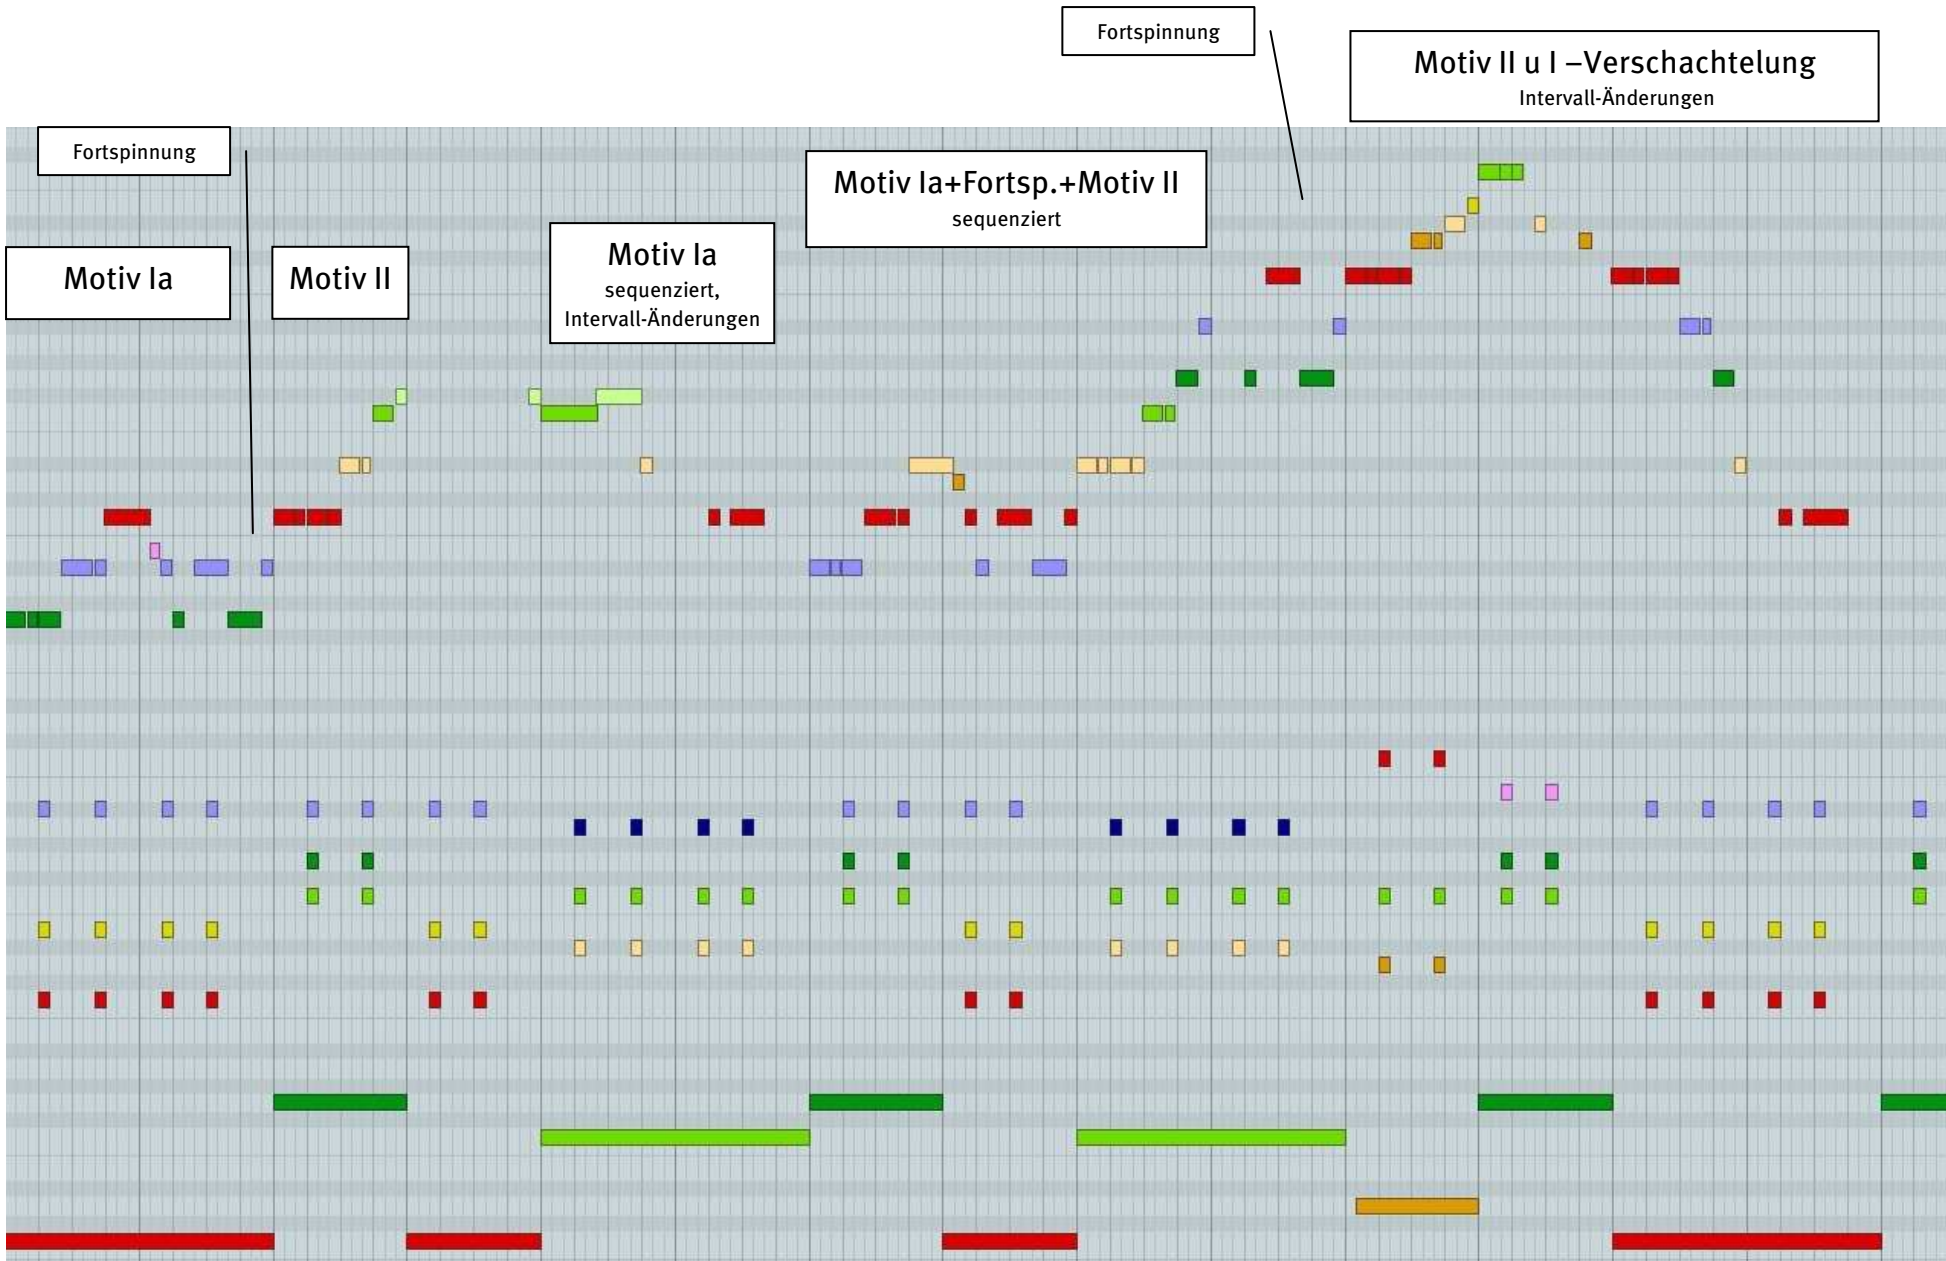 Fortspinnung
Motiv II u I –Verschachtelung
Intervall-Änderungen
Fortspinnung
Motiv Ia+Fortsp.+Motiv II
sequenziert
Motiv Ia
Motiv II
Motiv Ia
sequenziert,
Intervall-Änderungen